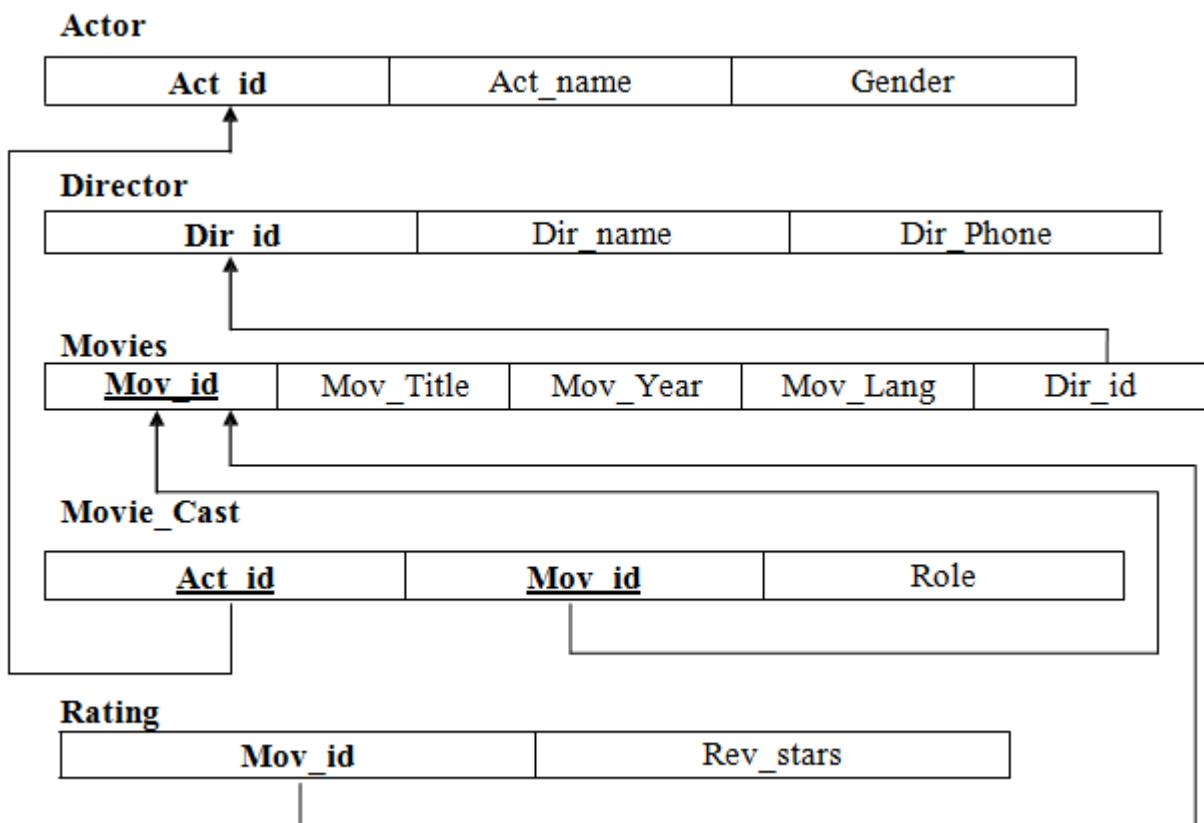 Actor
Act_id Act_name Gender
Director
Dir_id Dir_name Dir_Phone
Movies
Mov_id Mov_Title Mov_Year Mov_Lang Dir_id
Movie_Cast
Act_id Mov_id Role
Rating
Mov_id Rev_stars